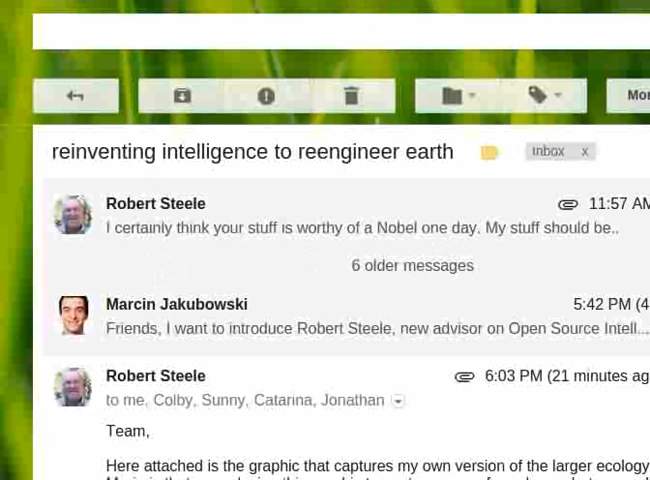 Mor
reinventing intelligence to reengineer earth
Inbox x
Robert Steele
11:57 AM
I certainly think your stuff is worthy of a Nobel one day. My stuff should be..
6 older messages
Marcin Jakubowski
5:42 PM (4
Friends, I want to introduce Robert Steele, new advisor on Open Source Intell...
Robert Steele
6:03 PM (21 minutes ag
to me, Colby, Sunny, Catarina, Jonathan
Team,
Here attached is the graphic that captures my own version of the larger ecology